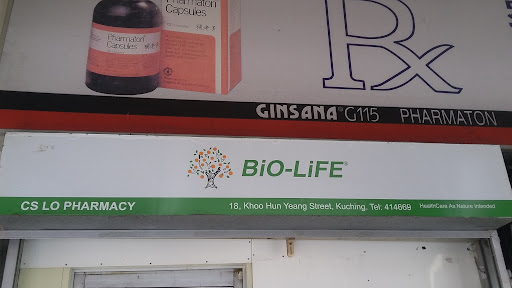 Pharmaton
Capsules
Pharmaton
Capsules
Rx
GINSANA® G115 PHARMATON
BiO-LiFE®
CS LO PHARMACY
18, Khoo Hun Yeang Street, Kuching. Tel: 414669
HealthCare As Nature Intended